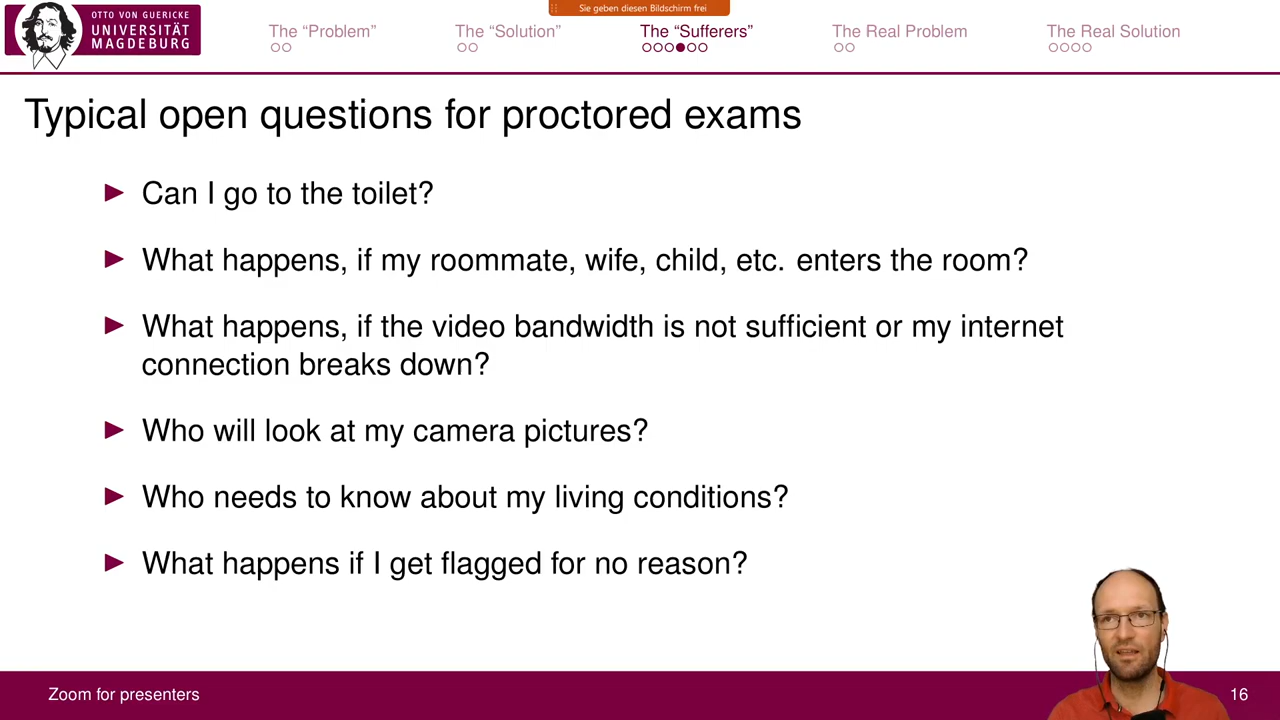 Sie geben diesen Bildschirm frei
OTTO VON GUERICKE
UNIVERSITÄT
MAGDEBURG
The “Problem”
The “Solution”
The “Sufferers”
The Real Problem
The Real Solution
Typical open questions for proctored exams
Can I go to the toilet?
What happens, if my roommate, wife, child, etc. enters the room?
What happens, if the video bandwidth is not sufficient or my internet
connection breaks down?
Who will look at my camera pictures?
Who needs to know about my living conditions?
What happens if I get flagged for no reason?
Zoom for presenters
16